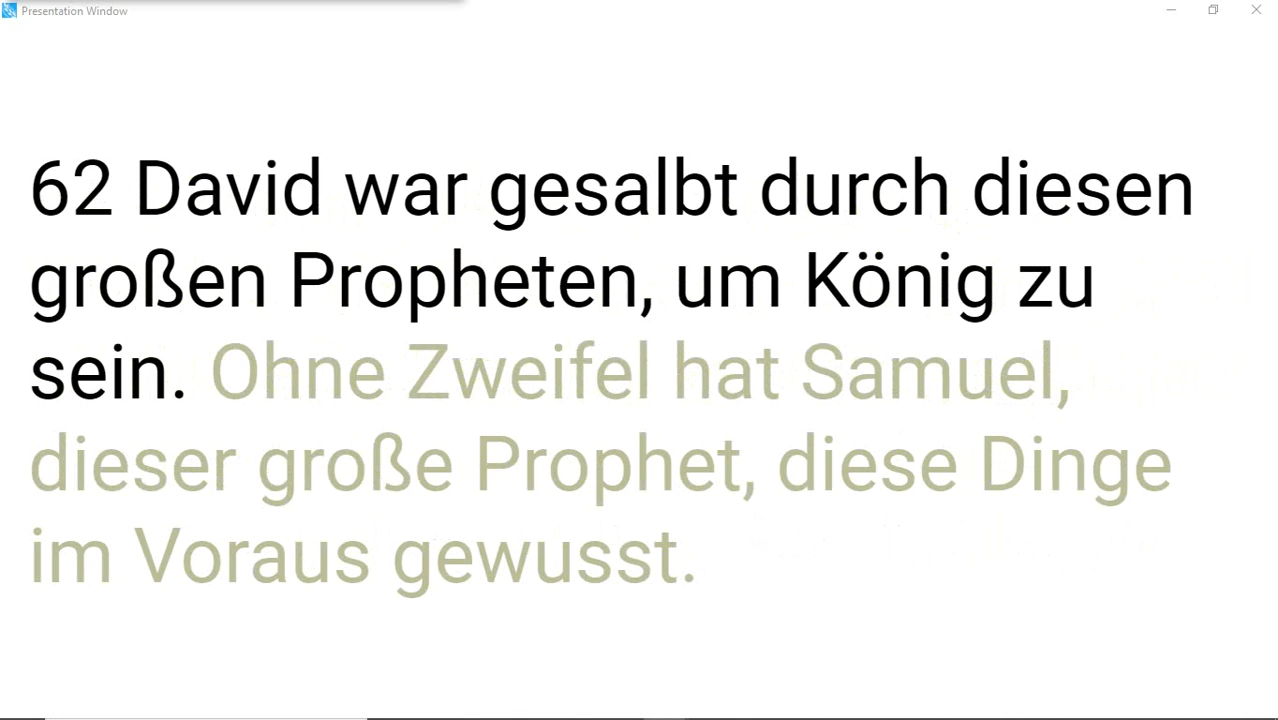 Presentation Window
62 David war gesalbt durch diesen
großen Propheten, um König zu
sein. Ohne Zweifel hat Samuel,
dieser große Prophet, diese Dinge
im Voraus gewusst.